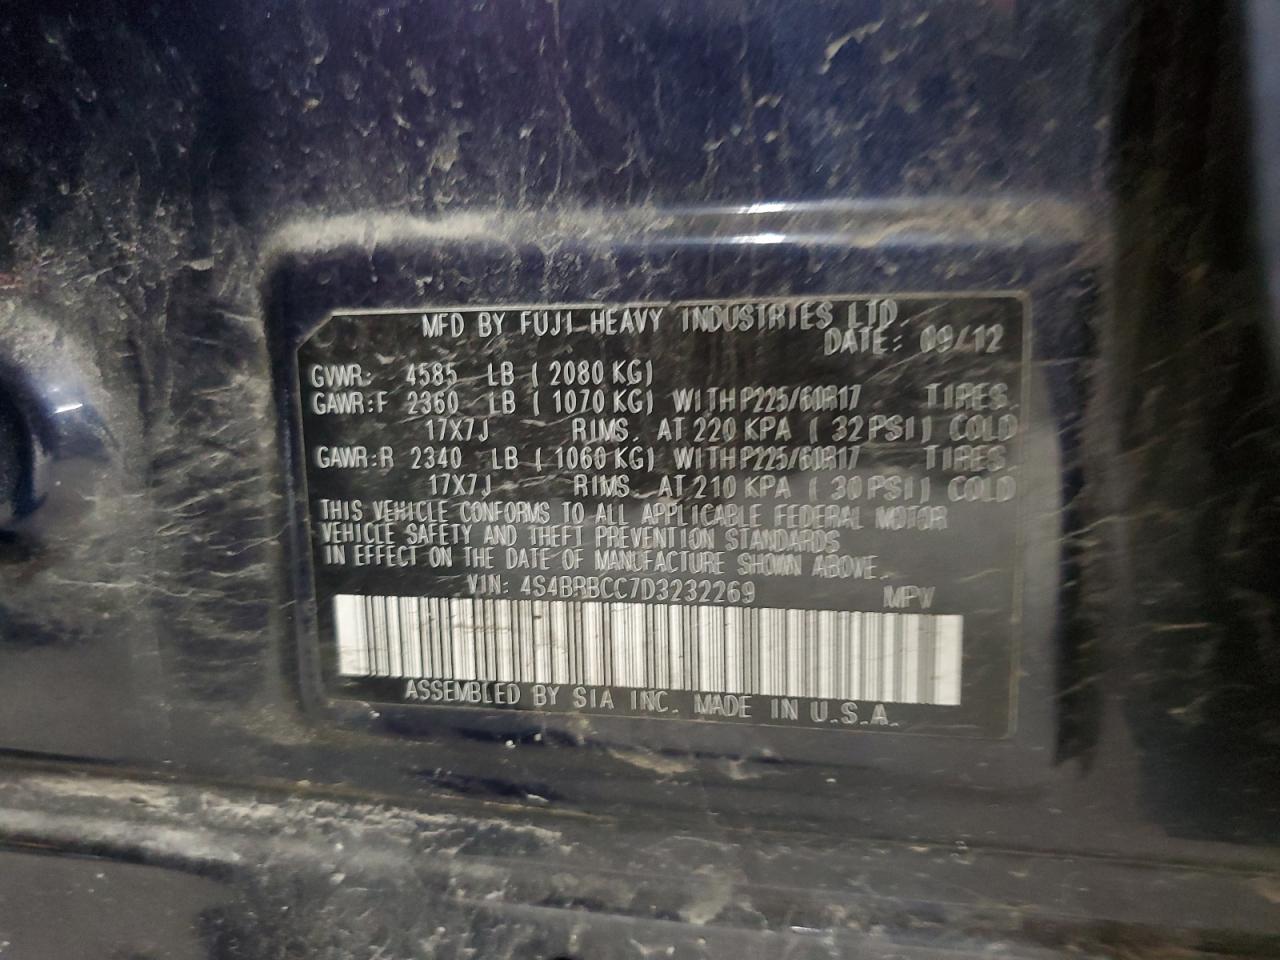 MFD BY FUJI HEAVY INDUSTRIES LTD.
DATE: 09/12
GVWR: 4585 LB ( 2080 KG)
GAWR:F 2360 LB ( 1070 KG) WITH P225/60R17 TIRES.
17X7J RIMS. AT 220 KPA ( 32 PSI) COLD
GAWR:R 2340 LB ( 1060 KG) WITH P225/60R17 TIRES.
17X7J RIMS. AT 210 KPA ( 30 PSI) COLD
THIS VEHICLE CONFORMS TO ALL APPLICABLE FEDERAL MOTOR
VEHICLE SAFETY AND THEFT PREVENTION STANDARDS
IN EFFECT ON THE DATE OF MANUFACTURE SHOWN ABOVE.
VIN: 4S4BRBCC7D3232269 MPV
ASSEMBLED BY SIA INC. MADE IN U.S.A.